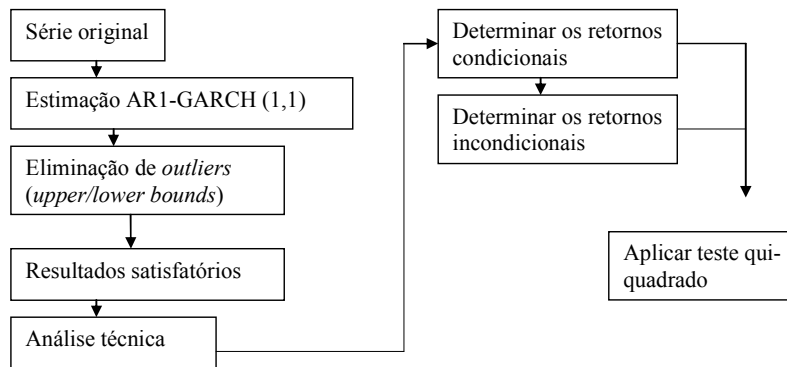 Série original
Estimação AR1-GARCH (1,1)
Eliminação de outliers
(upper/lower bounds)
Resultados satisfatórios
Análise técnica
Determinar os retornos
condicionais
Determinar os retornos
incondicionais
Aplicar teste qui-
quadrado